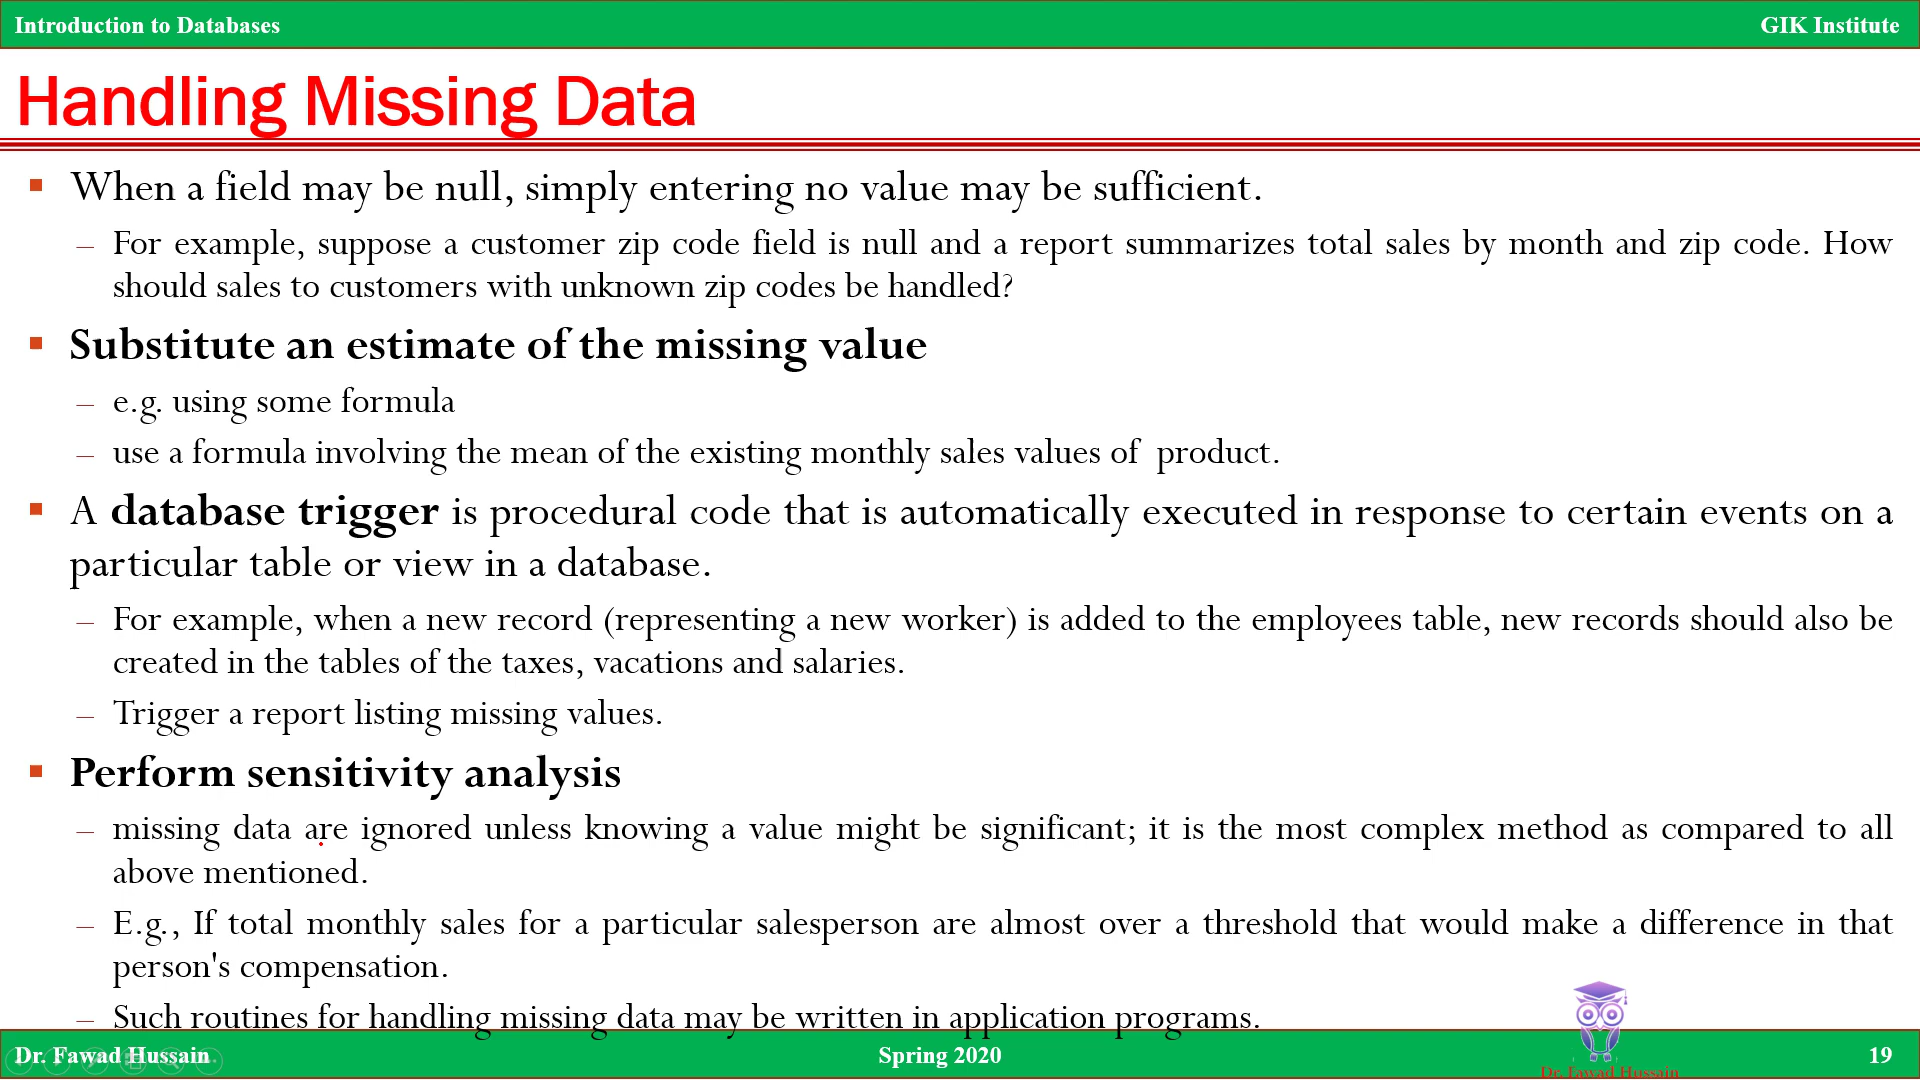 Introduction to Databases
GIK Institute
Handling Missing Data
When a field may be null, simply entering no value may be sufficient.
– For example, suppose a customer zip code field is null and a report summarizes total sales by month and zip code. How
should sales to customers with unknown zip codes be handled?
Substitute an estimate of the missing value
– e.g. using some formula
– use a formula involving the mean of the existing monthly sales values of product.
A database trigger is procedural code that is automatically executed in response to certain events on a
particular table or view in a database.
– For example, when a new record (representing a new worker) is added to the employees table, new records should also be
created in the tables of the taxes, vacations and salaries.
– Trigger a report listing missing values.
Perform sensitivity analysis
– missing data are ignored unless knowing a value might be significant; it is the most complex method as compared to all
above mentioned.
– E.g., If total monthly sales for a particular salesperson are almost over a threshold that would make a difference in that
person's compensation.
– Such routines for handling missing data may be written in application programs.
Dr. Fawad Hussain
Spring 2020
Dr. Fawad Hussain
19